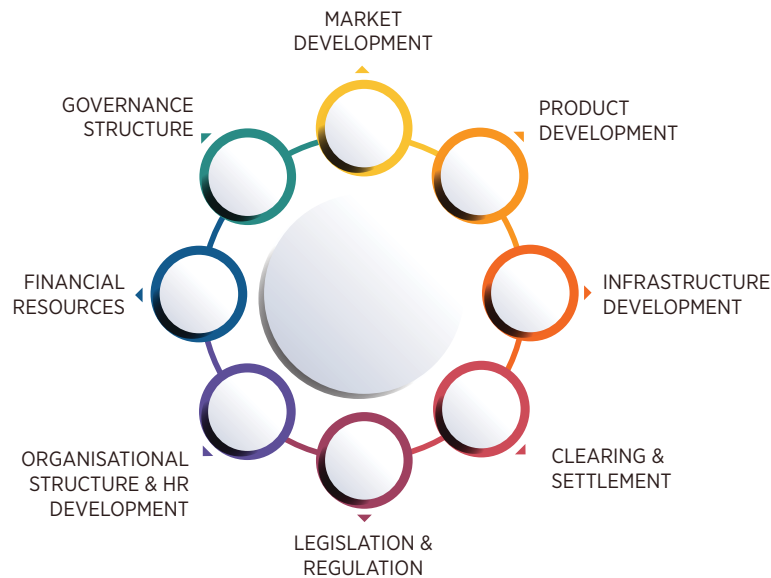 MARKET
DEVELOPMENT
PRODUCT
DEVELOPMENT
INFRASTRUCTURE
DEVELOPMENT
CLEARING &
SETTLEMENT
LEGISLATION &
REGULATION
ORGANISATIONAL
STRUCTURE & HR
DEVELOPMENT
FINANCIAL
RESOURCES
GOVERNANCE
STRUCTURE